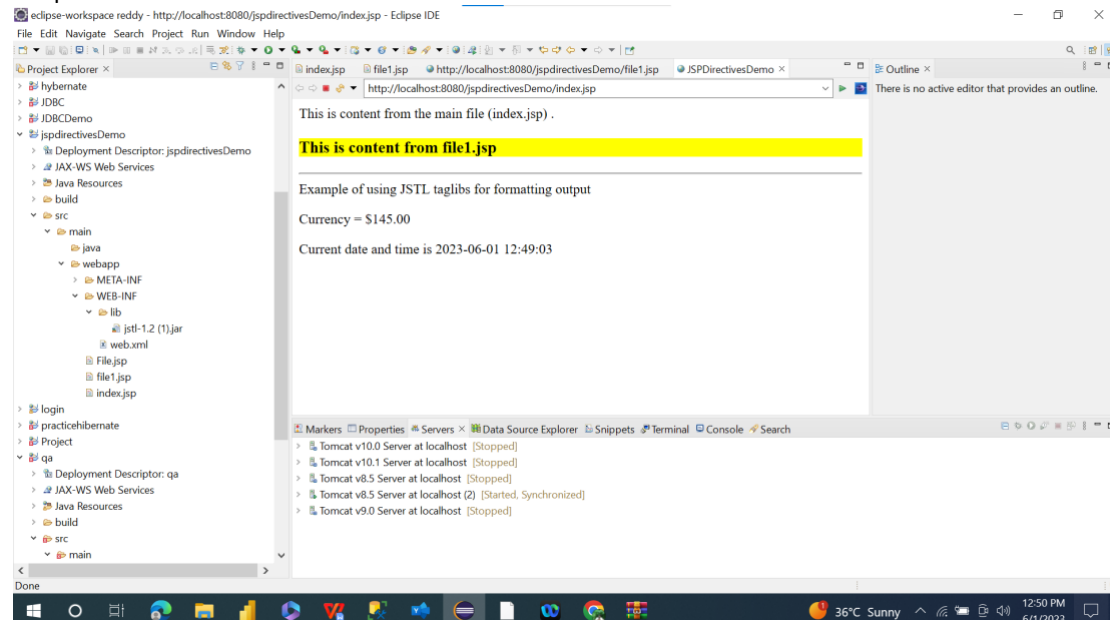 eclipse-workspace reddy - http://localhost:8080/jspdirectivesDemo/index.jsp - Eclipse IDE
File Edit Navigate Search Project Run Window Help
Project Explorer
hybernate
JDBC
JDBCDemo
jspdirectivesDemo
Deployment Descriptor: jspdirectivesDemo
JAX-WS Web Services
Java Resources
build
src
main
java
webapp
META-INF
WEB-INF
lib
jstl-1.2 (1).jar
web.xml
File.jsp
file1.jsp
index.jsp
login
practicehibernate
Project
qa
Deployment Descriptor: qa
JAX-WS Web Services
Java Resources
build
src
main
index.jsp file1.jsp http://localhost:8080/jspdirectivesDemo/file1.jsp JSPDirectivesDemo
http://localhost:8080/jspdirectivesDemo/index.jsp
This is content from the main file (index.jsp) .
This is content from file1.jsp
Example of using JSTL taglibs for formatting output
Currency = $145.00
Current date and time is 2023-06-01 12:49:03
Outline
There is no active editor that provides an outline.
Markers Properties Servers Data Source Explorer Snippets Terminal Console Search
Tomcat v10.0 Server at localhost [Stopped]
Tomcat v10.1 Server at localhost [Stopped]
Tomcat v8.5 Server at localhost [Stopped]
Tomcat v8.5 Server at localhost (2) [Started, Synchronized]
Tomcat v9.0 Server at localhost [Stopped]
Done
36°C Sunny
12:50 PM
6/1/2023